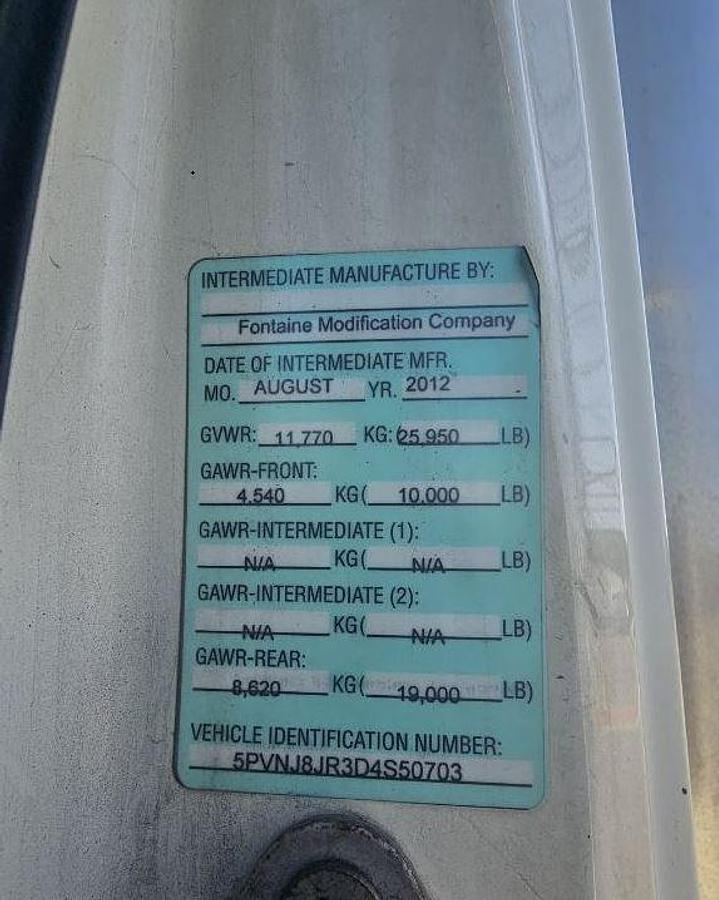 INTERMEDIATE MANUFACTURE BY:
Fontaine Modification Company
DATE OF INTERMEDIATE MFR.
MO. AUGUST YR. 2012
GVWR: 11,770 KG: (25,950 LB)
GAWR-FRONT:
4,540 KG( 10,000 LB)
GAWR-INTERMEDIATE (1):
N/A KG( N/A LB)
GAWR-INTERMEDIATE (2):
N/A KG( N/A LB)
GAWR-REAR:
8,620 KG( 19,000 LB)
VEHICLE IDENTIFICATION NUMBER:
5PVNJ8JR3D4S50703